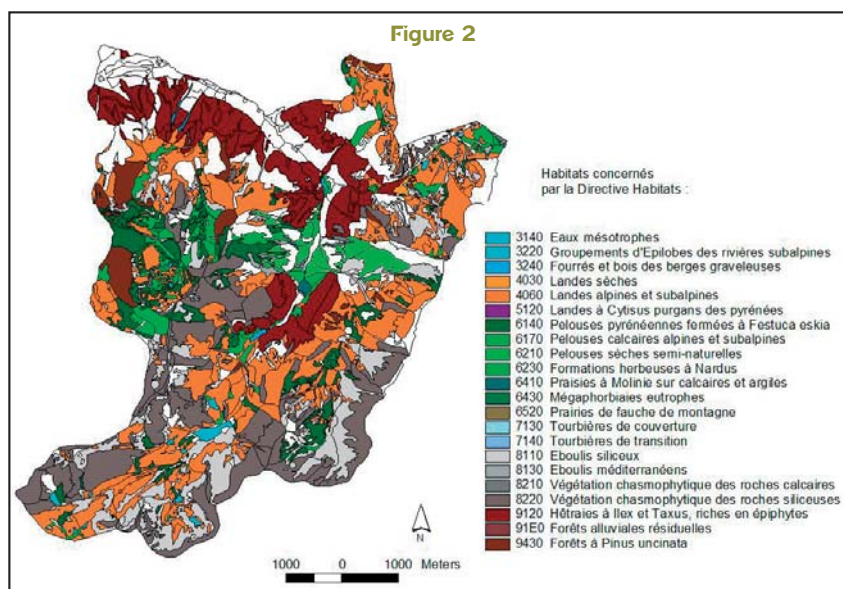 Figure 2
Habitats concernés
par la Directive Habitats :
3140 Eaux mésotrophes
3220 Groupements d'Epilobes des rivières subalpines
3240 Fourrés et bois des berges graveleuses
4030 Landes sèches
4060 Landes alpines et subalpines
5120 Landes à Cytisus purgans des pyrénées
6140 Pelouses pyrénéennes fermées à Festuca eskia
6170 Pelouses calcaires alpines et subalpines
6210 Pelouses sèches semi-naturelles
6230 Formations herbeuses à Nardus
6410 Praisies à Molinie sur calcaires et argiles
6430 Mégaphorbiaies eutrophes
6520 Prairies de fauche de montagne
7130 Tourbières de couverture
7140 Tourbières de transition
8110 Eboulis siliceux
8130 Eboulis méditerranéens
8210 Végétation chasmophytique des roches calcaires
8220 Végétation chasmophytique des roches siliceuses
9120 Hêtraies à Ilex et Taxus, riches en épiphytes
91E0 Forêts alluviales résiduelles
9430 Forêts à Pinus uncinata
N
1000 0 1000 Meters